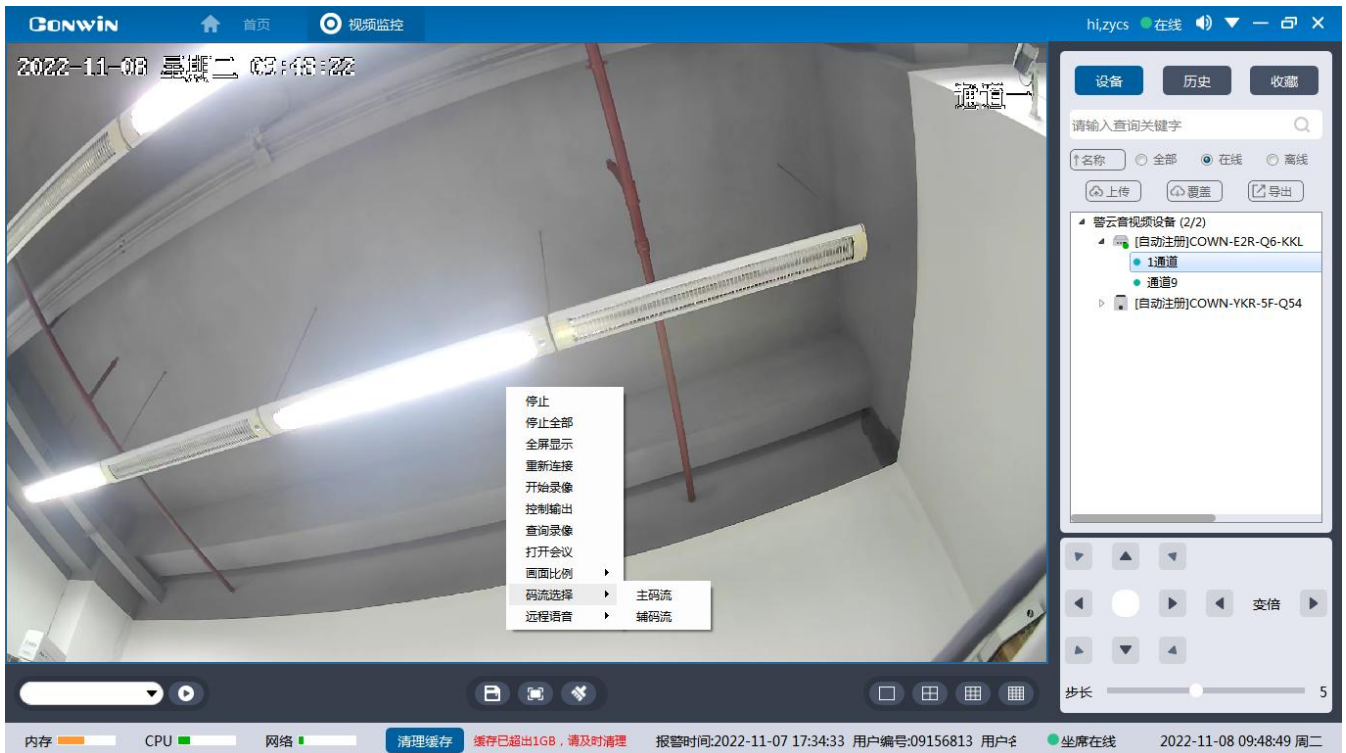 CONWIN 首页 视频监控 hi,zycs 在线
2022-11-08 星期二 09:48:22
通道一
设备 历史 收藏
请输入查询关键字
↑名称 全部 在线 离线
上传 覆盖 导出
警云音视频设备 (2/2)
[自动注册]COWN-E2R-Q6-KKL
1通道
通道9
[自动注册]COWN-YKR-5F-Q54
停止
停止全部
全屏显示
重新连接
开始录像
控制输出
查询录像
打开会议
画面比例
码流选择
远程语音
主码流
辅码流
变倍
步长 5
内存 CPU 网络 清理缓存 缓存已超出1GB，请及时清理 报警时间:2022-11-07 17:34:33 用户编号:09156813 用户名 坐席在线 2022-11-08 09:48:49 周二